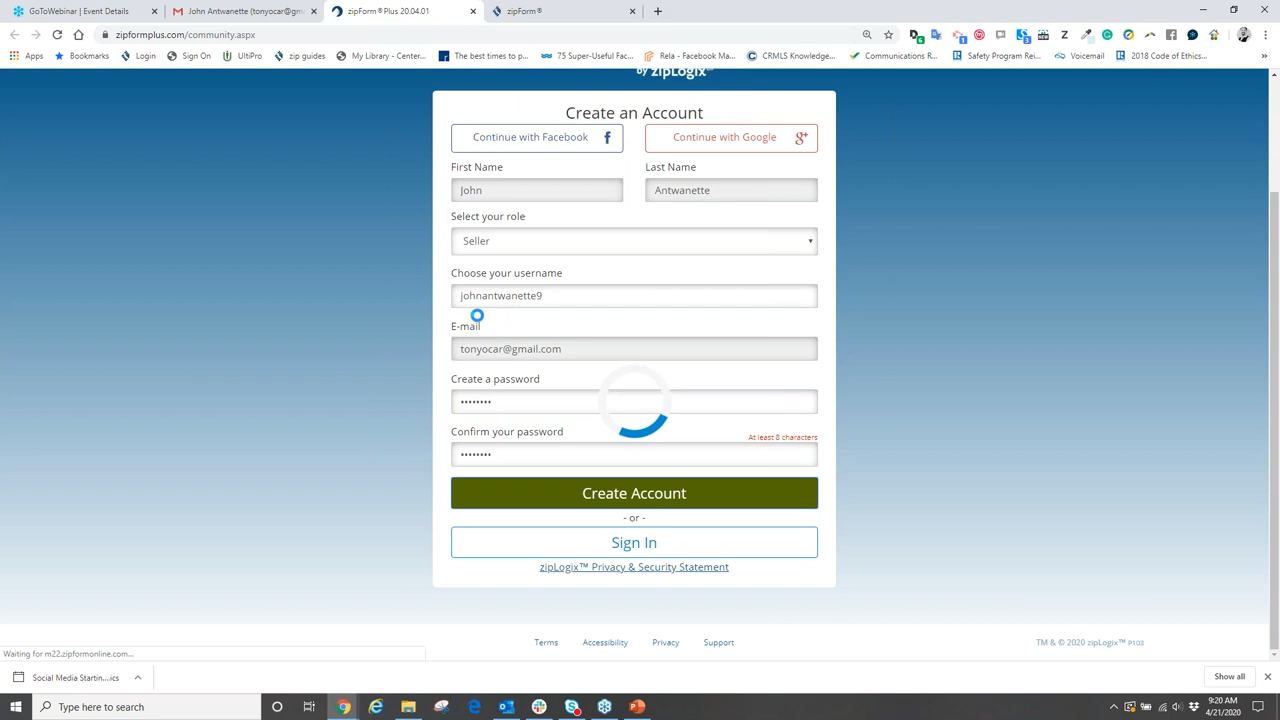 GoToWebinar | Event Details
John Antwanette (tonyocar@gm
zipForm®Plus 20.04.01
zipForm®
zipformplus.com/community.aspx
Apps
Bookmarks
Login
Sign On
UltiPro
zip guides
My Library - Center...
The best times to p...
75 Super-Useful Fac...
Rela - Facebook Ma...
CRMLS Knowledge...
Communications R...
Safety Program Rei...
Voicemail
2018 Code of Ethics...
by zipLogix™
Create an Account
Continue with Facebook
Continue with Google
First Name
Last Name
John
Antwanette
Select your role
Seller
Choose your username
johnantwanette9
E-mail
tonyocar@gmail.com
Create a password
••••••••
Confirm your password
At least 8 characters
••••••••
Create Account
- or -
Sign In
zipLogix™ Privacy & Security Statement
Terms
Accessibility
Privacy
Support
TM & © 2020 zipLogix™ P103
Waiting for m22.zipformonline.com...
Social Media Startin....ics
Show all
Type here to search
9:20 AM
4/21/2020